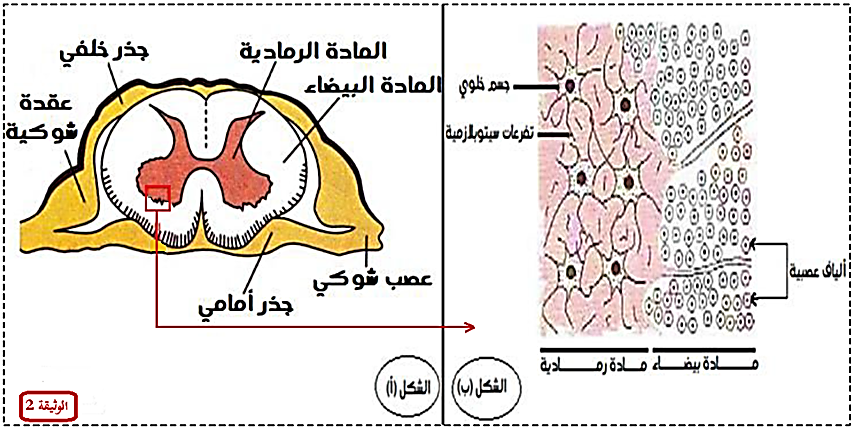 جذر خلفي
المادة الرمادية
المادة البيضاء
عقدة
شوكية
عصب شوكي
جذر أمامي
الشكل (أ)
الوثيقة 2
جسم خلوي
تفرعات سيتوبلازمية
ألياف عصبية
مادة رمادية
مادة بيضاء
الشكل (ب)